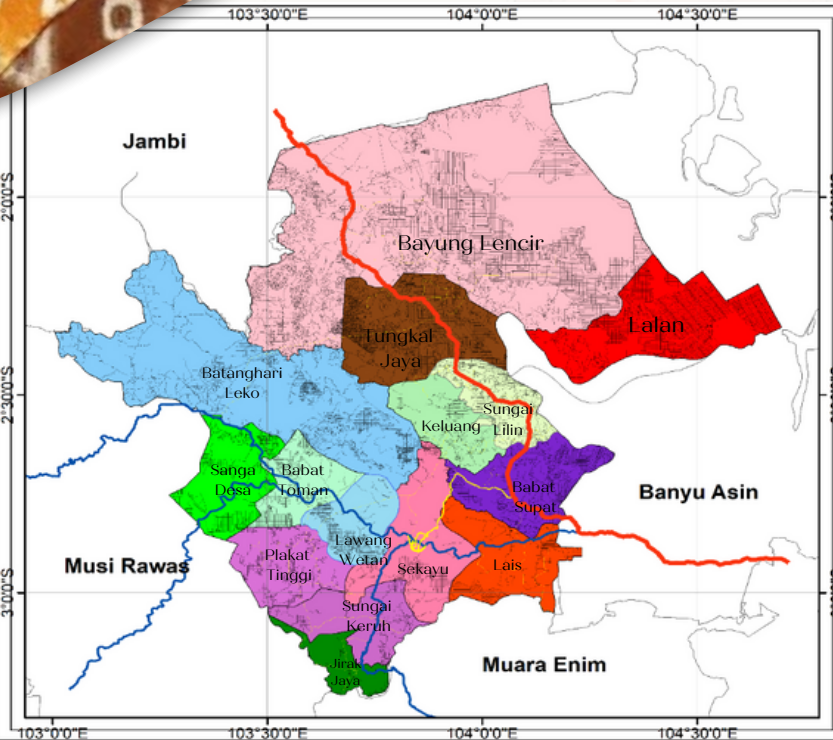 103°30'0"E 104°0'0"E 104°30'0"E
Jambi
2°0'0"S
Bayung Lencir
Lalan
Tungkal
Jaya
Batanghari
Leko
2°30'0"S
Sungai
Lilin
Keluang
Sanga
Desa
Babat
Toman
Babat
Supat
Banyu Asin
Lawang
Wetan
Musi Rawas
Plakat
Tinggi
Sekayu
Lais
3°0'0"S
Sungai
Keruh
Jirak
Jaya
Muara Enim
103°0'0"E 103°30'0"E 104°0'0"E 104°30'0"E